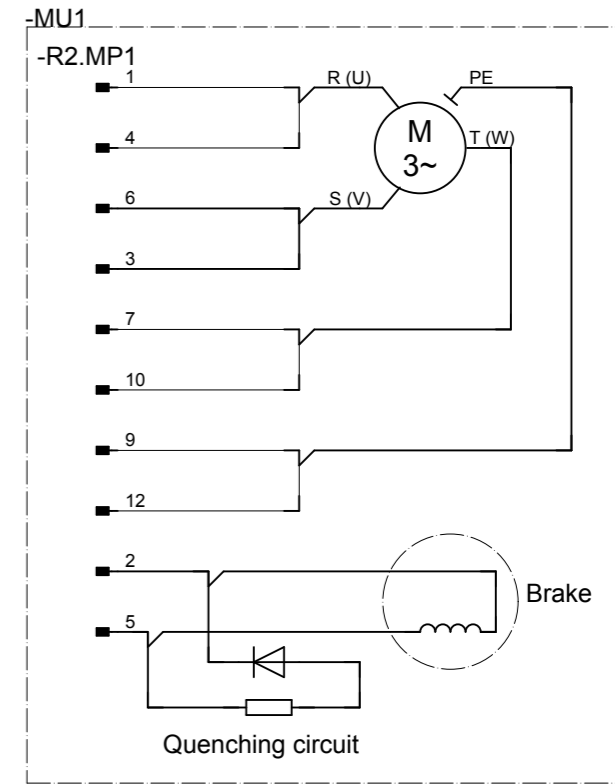 -MU1
-R2.MP1
1
R (U)
PE
4
M
3~
T (W)
6
S (V)
3
7
10
9
12
2
Brake
5
Quenching circuit